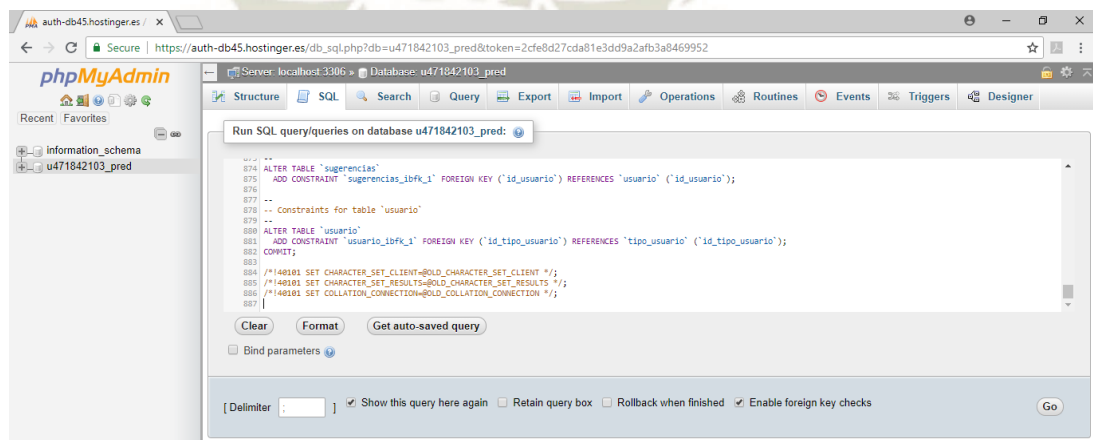 auth-db45.hostinger.es /
Secure | https://auth-db45.hostinger.es/db_sql.php?db=u471842103_pred&token=2cfe8d27cda81e3dd9a2afb3a8469952
phpMyAdmin
Recent Favorites
information_schema
u471842103_pred
Server: localhost:3306 » Database: u471842103_pred
Structure SQL Search Query Export Import Operations Routines Events Triggers Designer
Run SQL query/queries on database u471842103_pred:
873 --
874 ALTER TABLE `sugerencias`
875 ADD CONSTRAINT `sugerencias_ibfk_1` FOREIGN KEY (`id_usuario`) REFERENCES `usuario` (`id_usuario`);
876
877 --
878 -- Constraints for table `usuario`
879 --
880 ALTER TABLE `usuario`
881 ADD CONSTRAINT `usuario_ibfk_1` FOREIGN KEY (`id_tipo_usuario`) REFERENCES `tipo_usuario` (`id_tipo_usuario`);
882 COMMIT;
883
884 /*!40101 SET CHARACTER_SET_CLIENT=@OLD_CHARACTER_SET_CLIENT */;
885 /*!40101 SET CHARACTER_SET_RESULTS=@OLD_CHARACTER_SET_RESULTS */;
886 /*!40101 SET COLLATION_CONNECTION=@OLD_COLLATION_CONNECTION */;
887
Clear Format Get auto-saved query
Bind parameters
[ Delimiter ; ] Show this query here again Retain query box Rollback when finished Enable foreign key checks Go